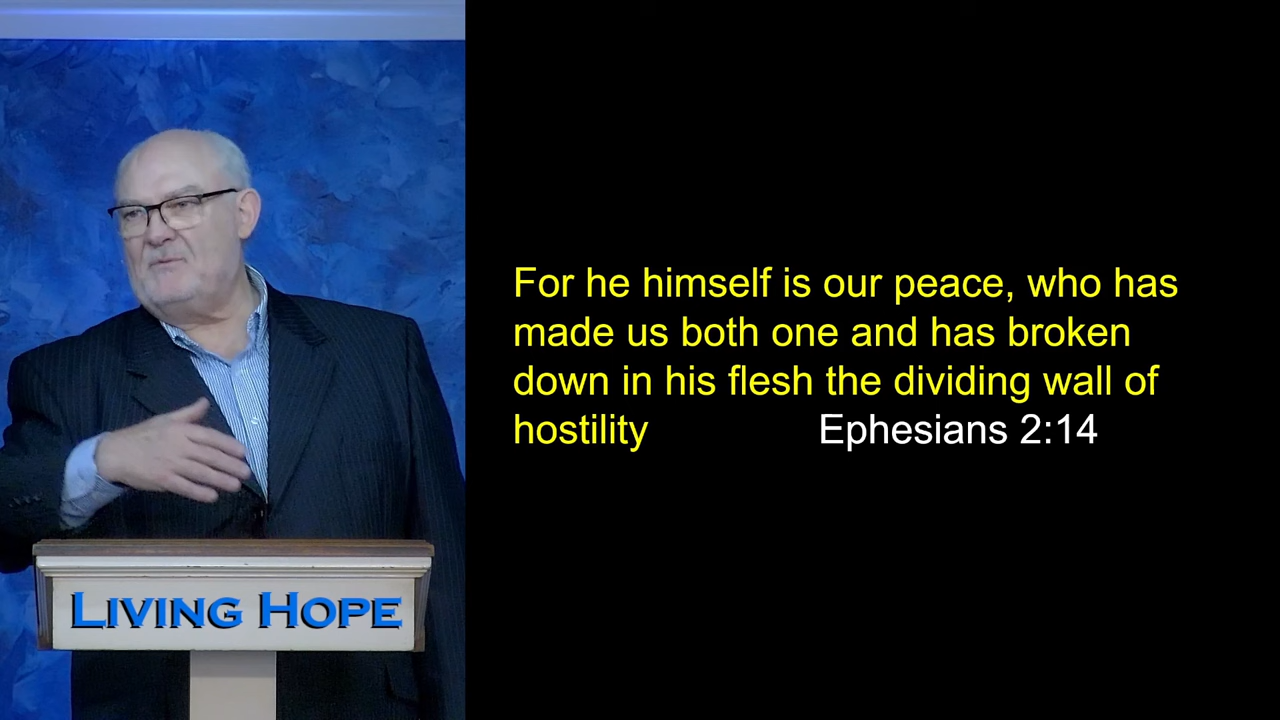 LIVING HOPE
For he himself is our peace, who has
made us both one and has broken
down in his flesh the dividing wall of
hostility Ephesians 2:14